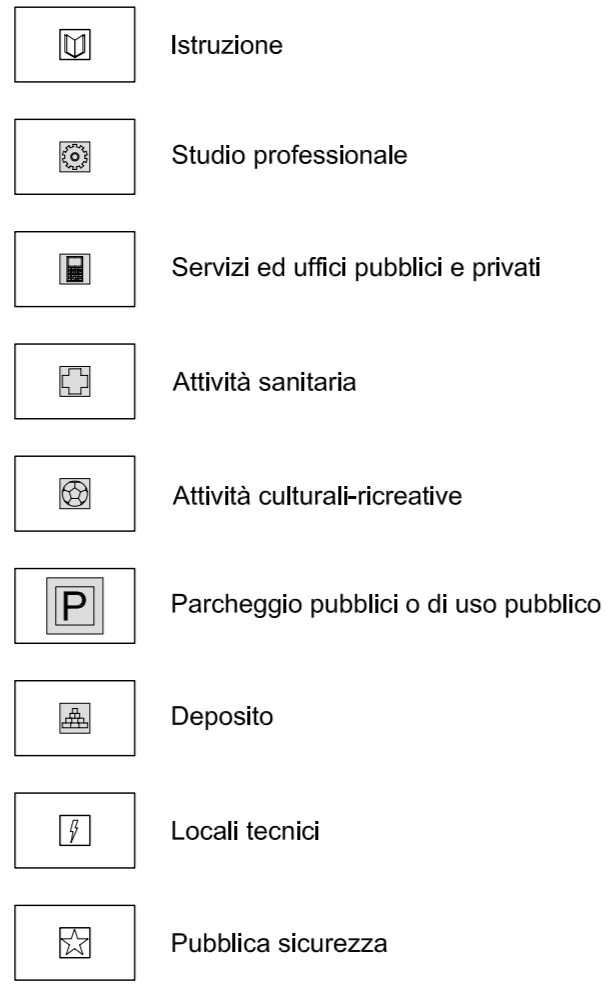 Istruzione
Studio professionale
Servizi ed uffici pubblici e privati
Attività sanitaria
Attività culturali-ricreative
P Parcheggio pubblici o di uso pubblico
Deposito
Locali tecnici
Pubblica sicurezza